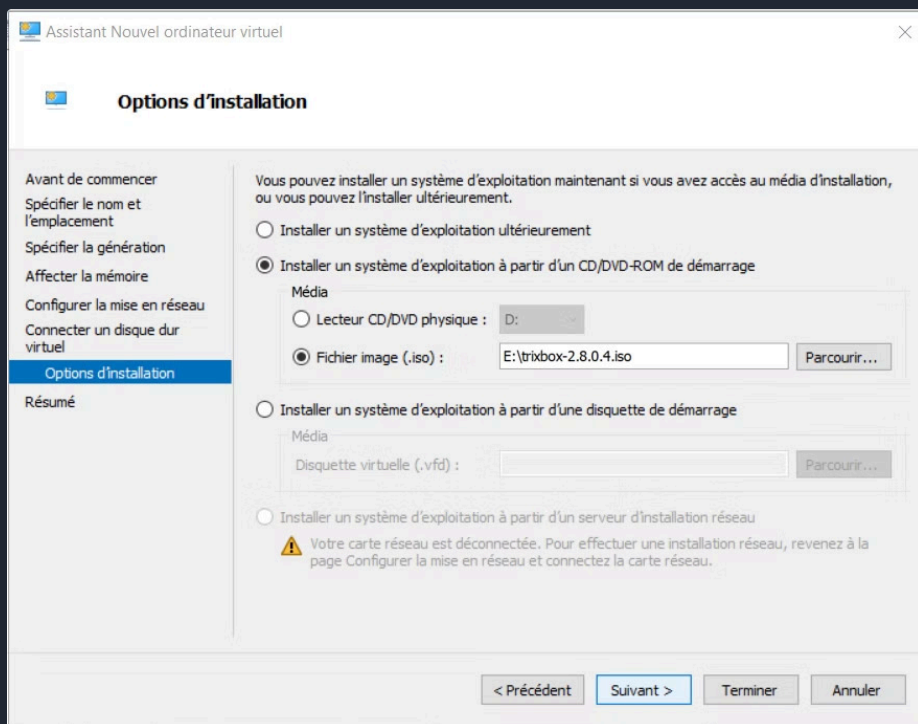 Assistant Nouvel ordinateur virtuel
Options d'installation
Avant de commencer
Spécifier le nom et
l'emplacement
Spécifier la génération
Affecter la mémoire
Configurer la mise en réseau
Connecter un disque dur
virtuel
Options d'installation
Résumé
Vous pouvez installer un système d'exploitation maintenant si vous avez accès au média d'installation,
ou vous pouvez l'installer ultérieurement.
Installer un système d'exploitation ultérieurement
Installer un système d'exploitation à partir d'un CD/DVD-ROM de démarrage
Média
Lecteur CD/DVD physique : D:
Fichier image (.iso) : E:\trixbox-2.8.0.4.iso Parcourir...
Installer un système d'exploitation à partir d'une disquette de démarrage
Média
Disquette virtuelle (.vfd) : Parcourir...
Installer un système d'exploitation à partir d'un serveur d'installation réseau
Votre carte réseau est déconnectée. Pour effectuer une installation réseau, revenez à la
page Configurer la mise en réseau et connectez la carte réseau.
< Précédent Suivant > Terminer Annuler